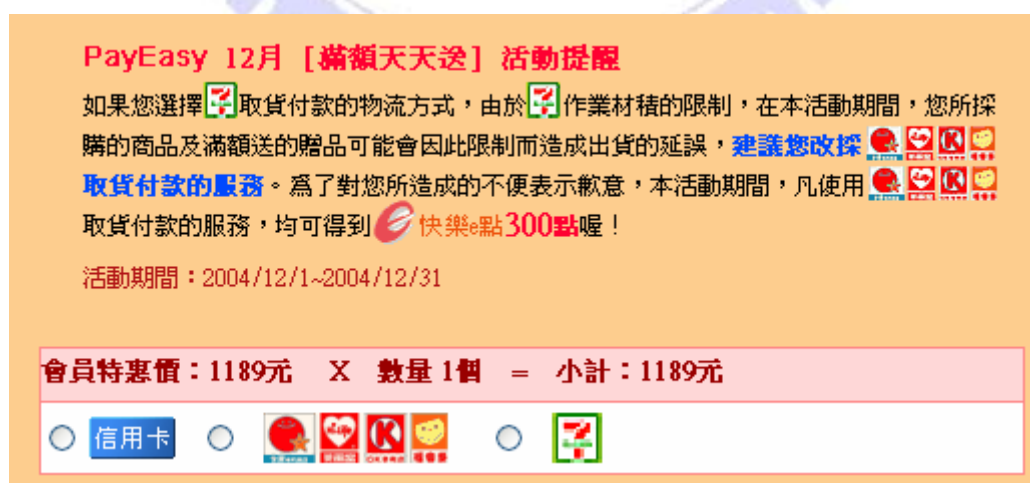 PayEasy 12月 [滿額天天送] 活動提醒
如果您選擇取貨付款的物流方式，由於作業材積的限制，在本活動期間，您所採
購的商品及滿額送的贈品可能會因此限制而造成出貨的延誤，建議您改採
取貨付款的服務。為了對您所造成的不便表示歉意，本活動期間，凡使用
取貨付款的服務，均可得到快樂e點300點喔！
活動期間：2004/12/1~2004/12/31
會員特惠價：1189元 X 數量 1個 = 小計：1189元
信用卡 K 7